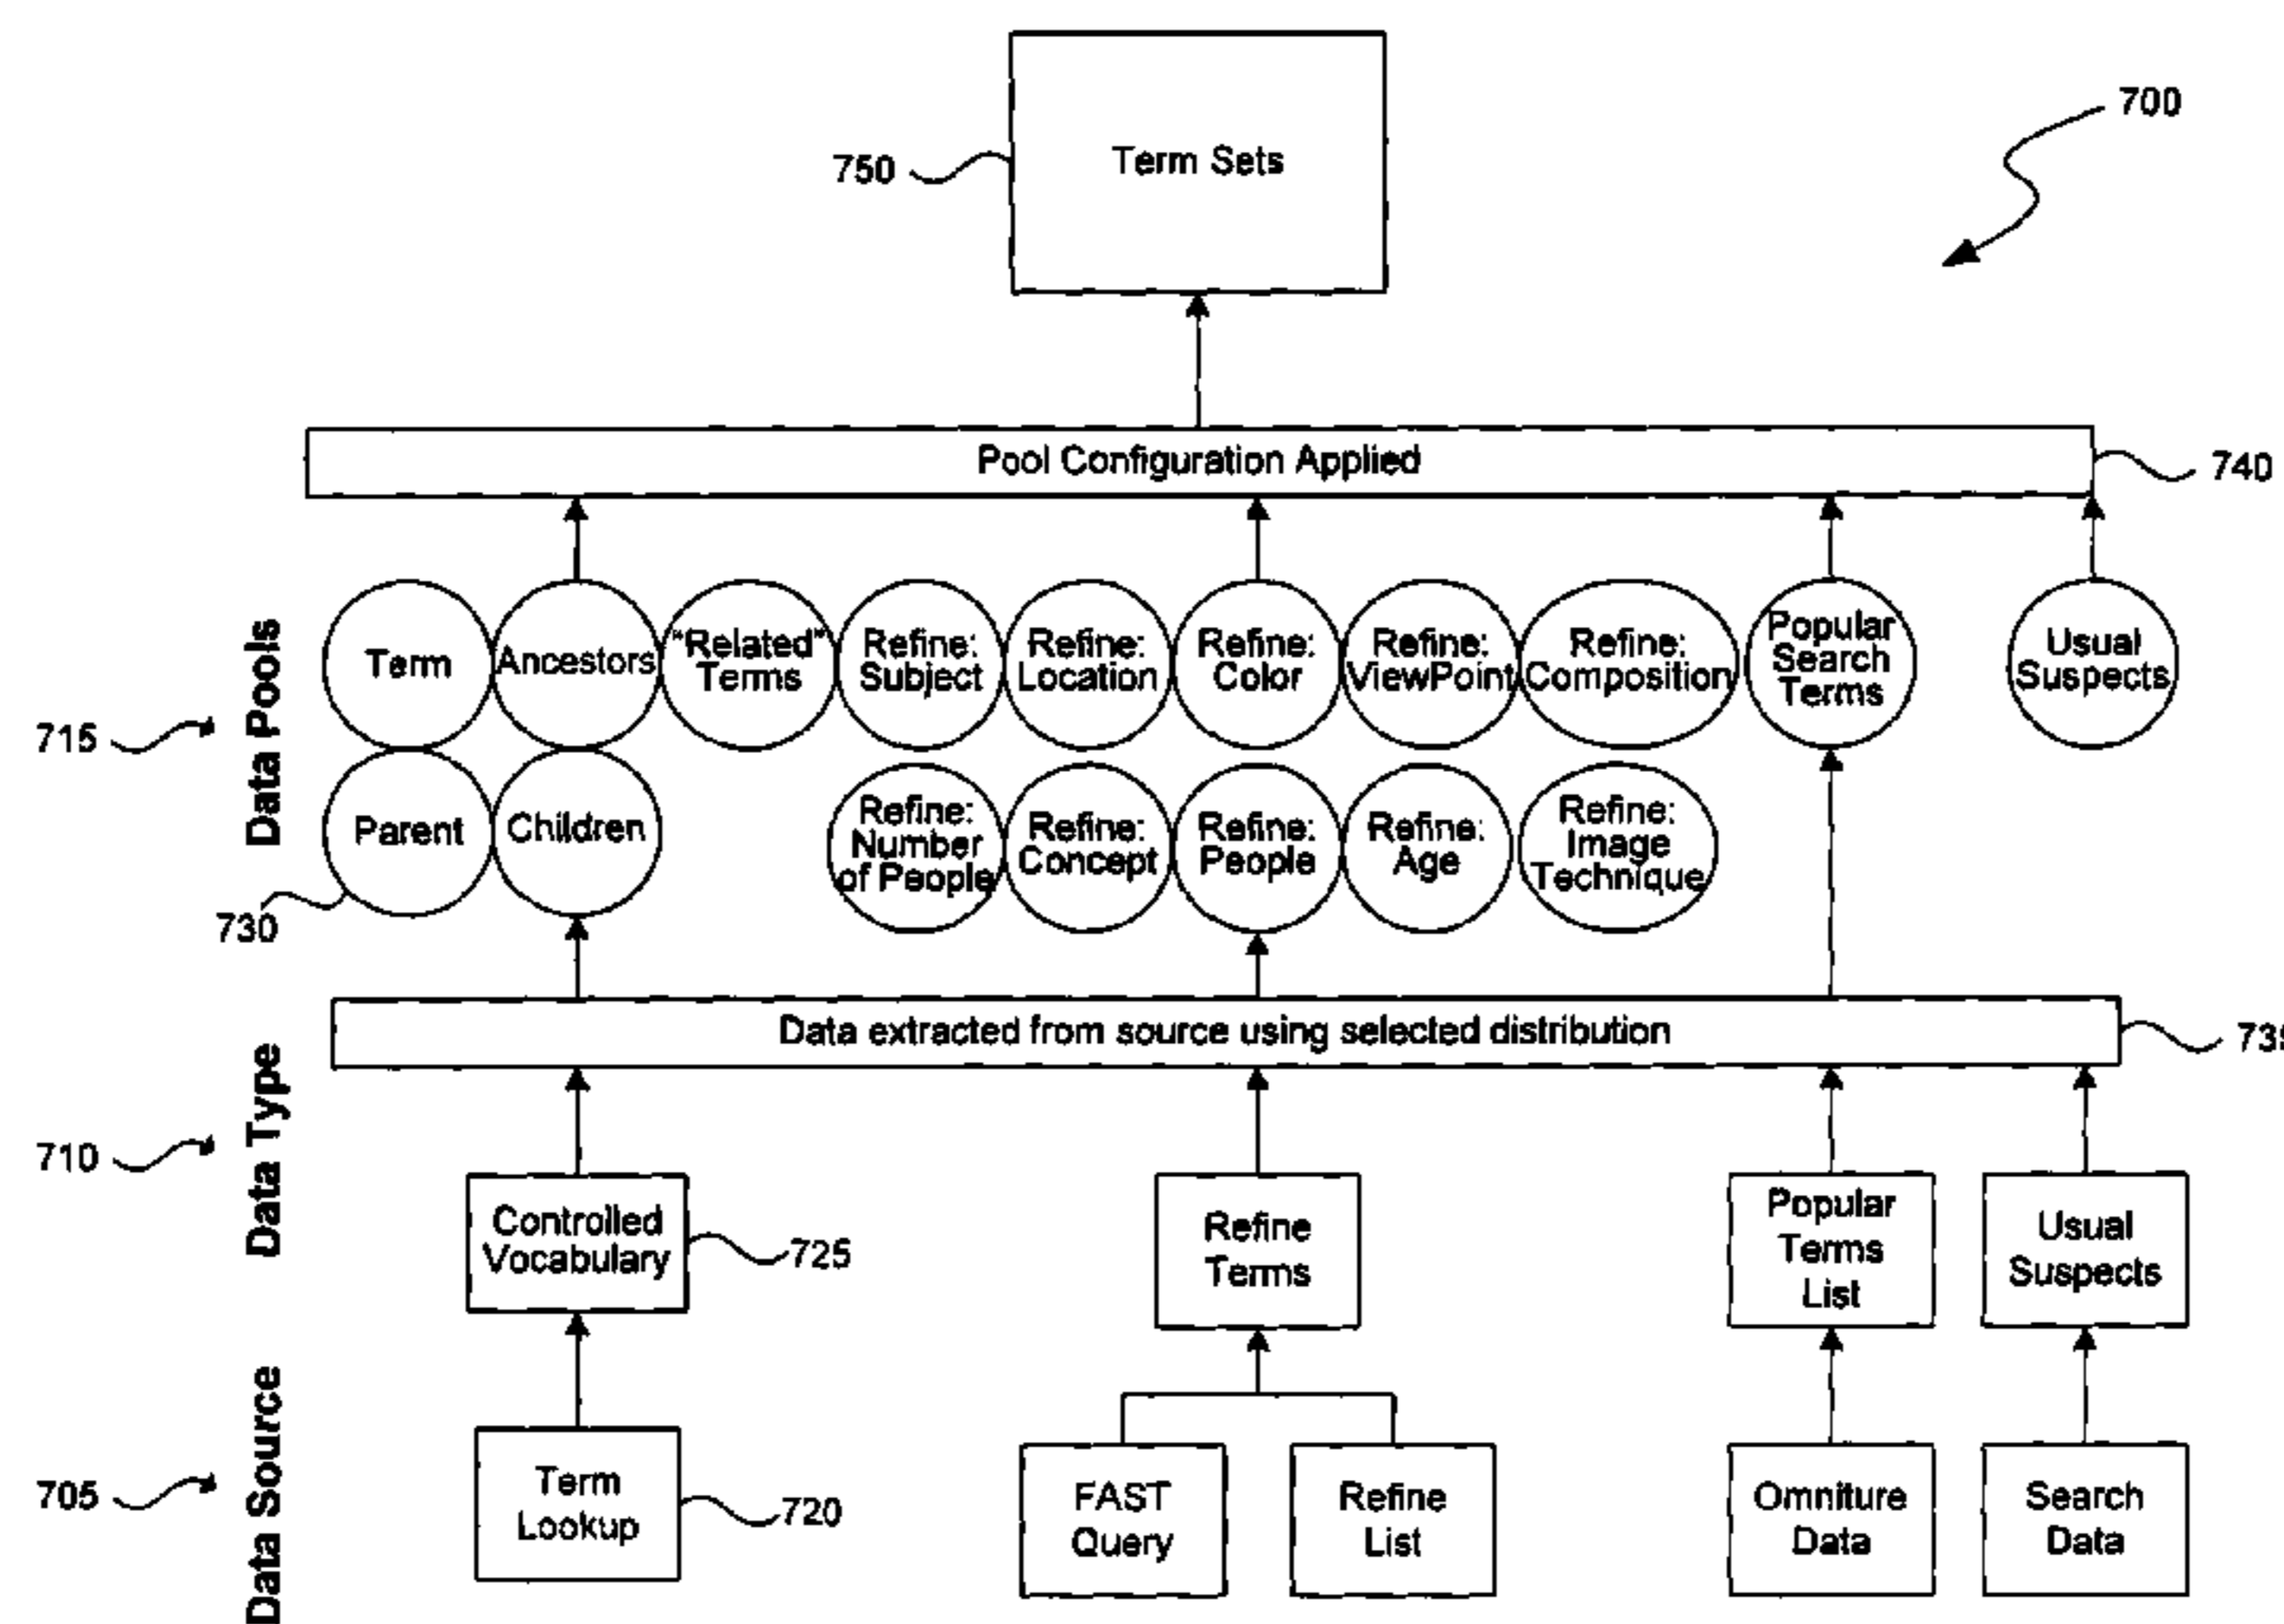 700
750
Term Sets
Pool Configuration Applied
740
Data Pools
715
Term
Ancestors
"Related"
Terms
Refine:
Subject
Refine:
Location
Refine:
Color
Refine:
ViewPoint
Refine:
Composition
Popular
Search
Terms
Usual
Suspects
Parent
Children
Refine:
Number
of People
Refine:
Concept
Refine:
People
Refine:
Age
Refine:
Image
Technique
730
Data extracted from source using selected distribution
Data Type
710
Controlled
Vocabulary
725
Refine
Terms
Popular
Terms
List
Usual
Suspects
Data Source
705
Term
Lookup
720
FAST
Query
Refine
List
Omniture
Data
Search
Data